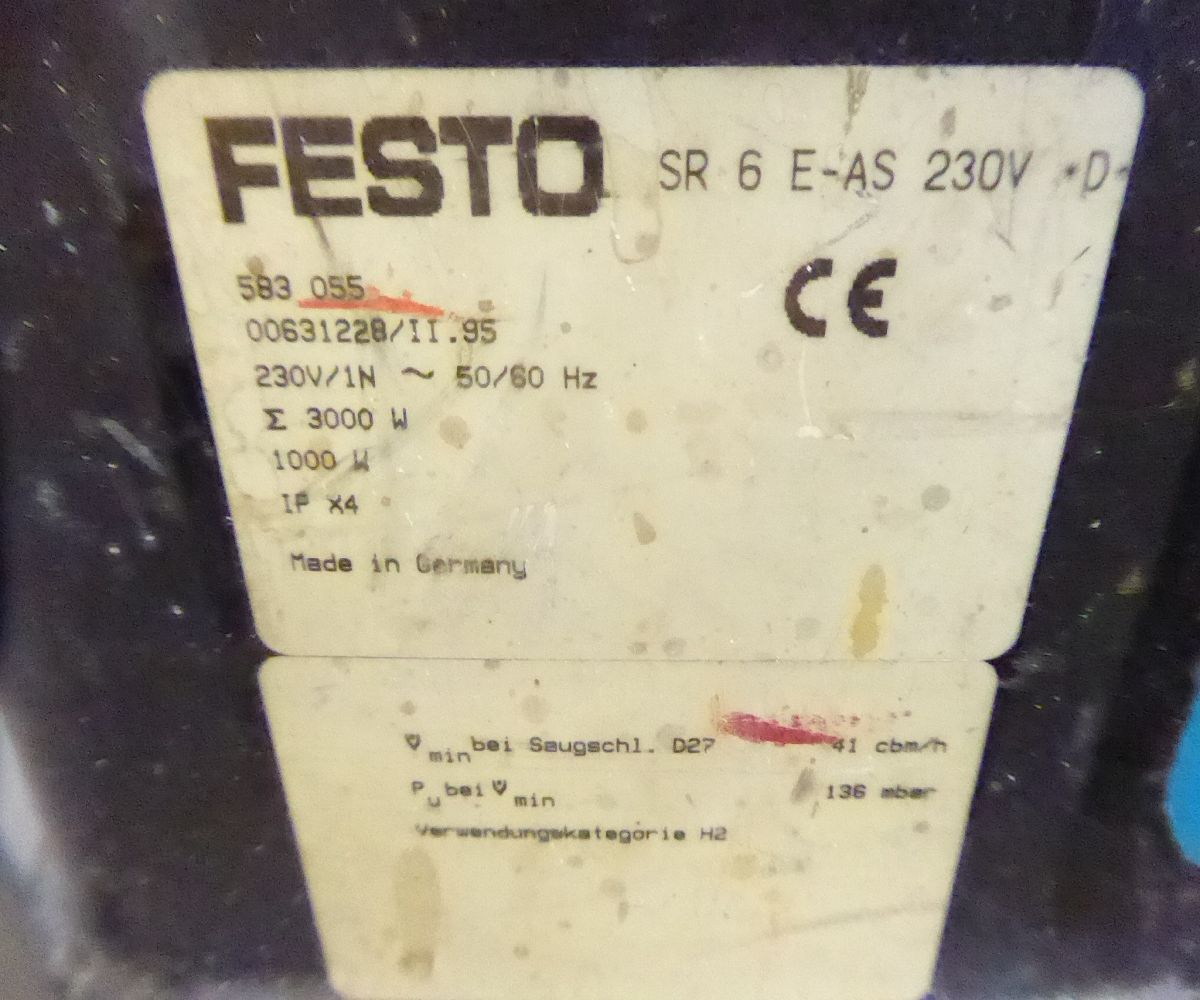 FESTO SR 6 E-AS 230V *D*
CE
583 055
00631228/II.95
230V/1N ~ 50/60 Hz
Σ 3000 W
1000 W
IP X4
Made in Germany
V̊ min bei Saugschl. D27 41 cbm/h
P u bei V̊ min 136 mbar
Verwendungskategorie H2